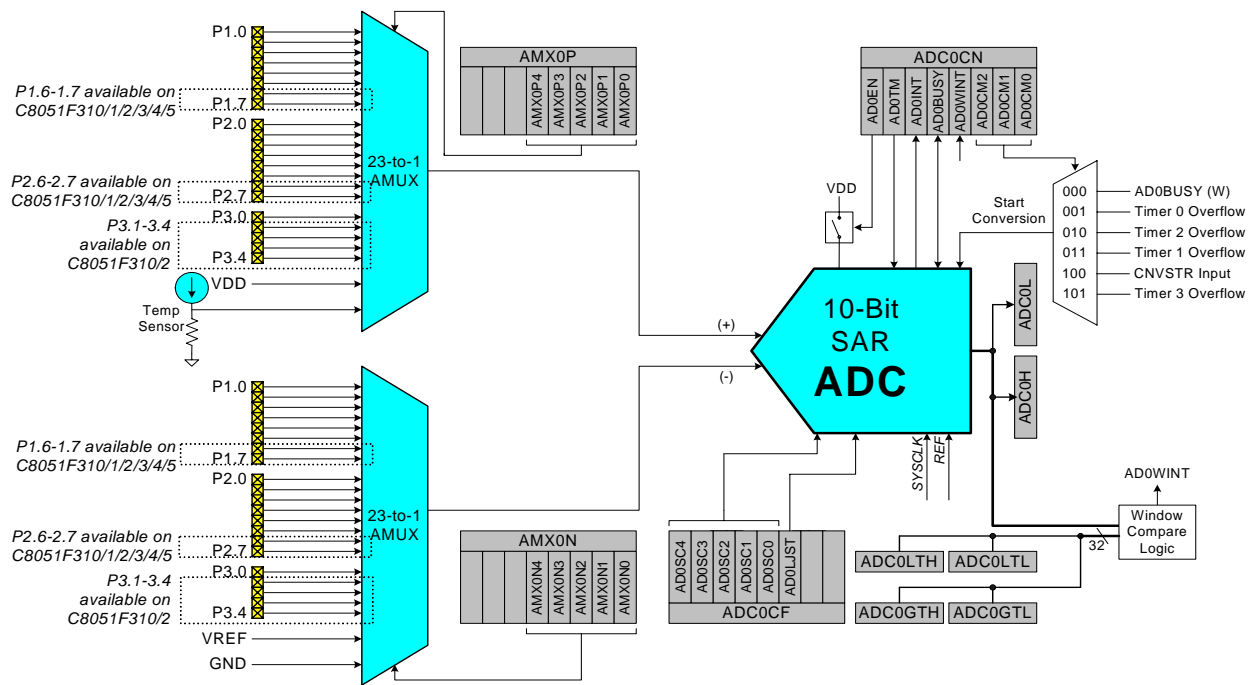 P1.0
P1.6-1.7 available on
C8051F310/1/2/3/4/5
P1.7
P2.0
P2.6-2.7 available on
C8051F310/1/2/3/4/5
P2.7
P3.0
P3.1-3.4
available on
C8051F310/2
P3.4
VDD
Temp
Sensor
23-to-1
AMUX
AMX0P
AMX0P4
AMX0P3
AMX0P2
AMX0P1
AMX0P0
ADC0CN
AD0EN
AD0TM
AD0INT
AD0BUSY
AD0WINT
AD0CM2
AD0CM1
AD0CM0
VDD
Start
Conversion
000
AD0BUSY (W)
001
Timer 0 Overflow
010
Timer 2 Overflow
011
Timer 1 Overflow
100
CNVSTR Input
101
Timer 3 Overflow
(+)
(-)
10-Bit
SAR
ADC
ADC0L
ADC0H
SYSCLK
REF
P1.0
P1.6-1.7 available on
C8051F310/1/2/3/4/5
P1.7
P2.0
P2.6-2.7 available on
C8051F310/1/2/3/4/5
P2.7
P3.0
P3.1-3.4
available on
C8051F310/2
P3.4
VREF
GND
23-to-1
AMUX
AMX0N
AMX0N4
AMX0N3
AMX0N2
AMX0N1
AMX0N0
AD0SC4
AD0SC3
AD0SC2
AD0SC1
AD0SC0
AD0LJST
ADC0CF
AD0WINT
Window
Compare
Logic
32
ADC0LTH
ADC0LTL
ADC0GTH
ADC0GTL